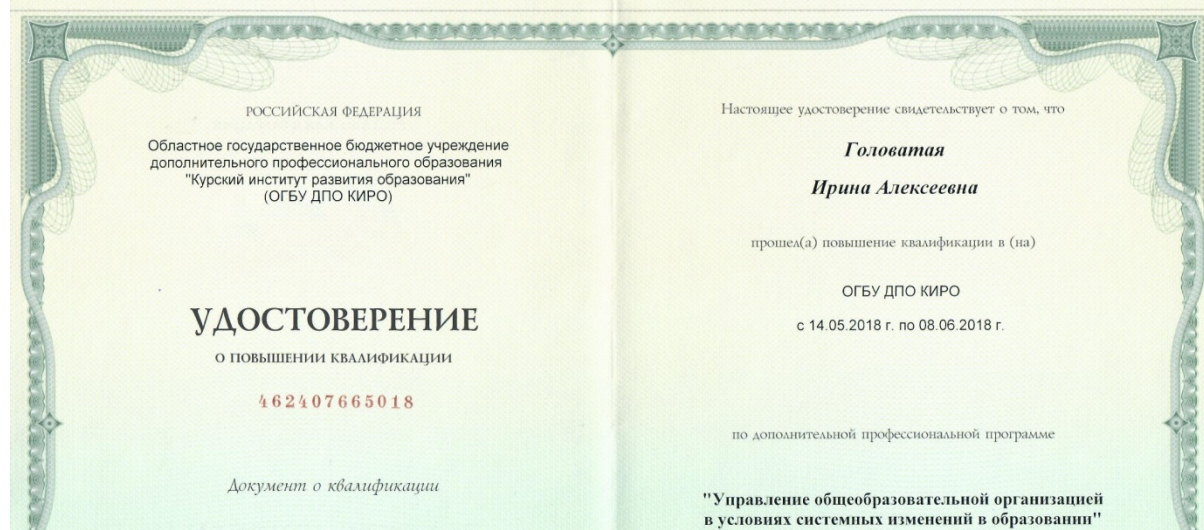 РОССИЙСКАЯ ФЕДЕРАЦИЯ
Областное государственное бюджетное учреждение
дополнительного профессионального образования
"Курский институт развития образования"
(ОГБУ ДПО КИРО)
УДОСТОВЕРЕНИЕ
О ПОВЫШЕНИИ КВАЛИФИКАЦИИ
462407665018
Документ о квалификации
Настоящее удостоверение свидетельствует о том, что
Головатая
Ирина Алексеевна
прошел(а) повышение квалификации в (на)
ОГБУ ДПО КИРО
с 14.05.2018 г. по 08.06.2018 г.
по дополнительной профессиональной программе
"Управление общеобразовательной организацией
в условиях системных изменений в образовании"